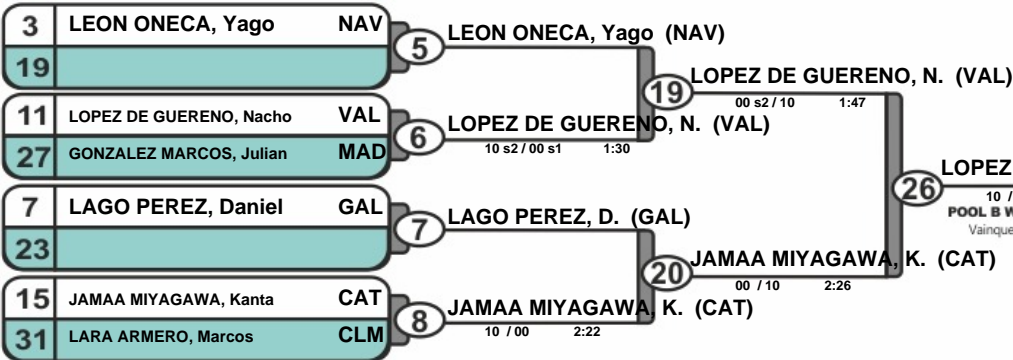 3 LEON ONECA, Yago NAV
19
5 LEON ONECA, Yago (NAV)
11 LOPEZ DE GUERENO, Nacho VAL
27 GONZALEZ MARCOS, Julian MAD
6 LOPEZ DE GUERENO, N. (VAL)
10 s2 / 00 s1 1:30
19 LOPEZ DE GUERENO, N. (VAL)
00 s2 / 10 1:47
7 LAGO PEREZ, Daniel GAL
23
7 LAGO PEREZ, D. (GAL)
15 JAMAA MIYAGAWA, Kanta CAT
31 LARA ARMERO, Marcos CLM
8 JAMAA MIYAGAWA, K. (CAT)
10 / 00 2:22
20 JAMAA MIYAGAWA, K. (CAT)
00 / 10 2:26
26 LOPEZ
10 /
POOL B W
Vainque